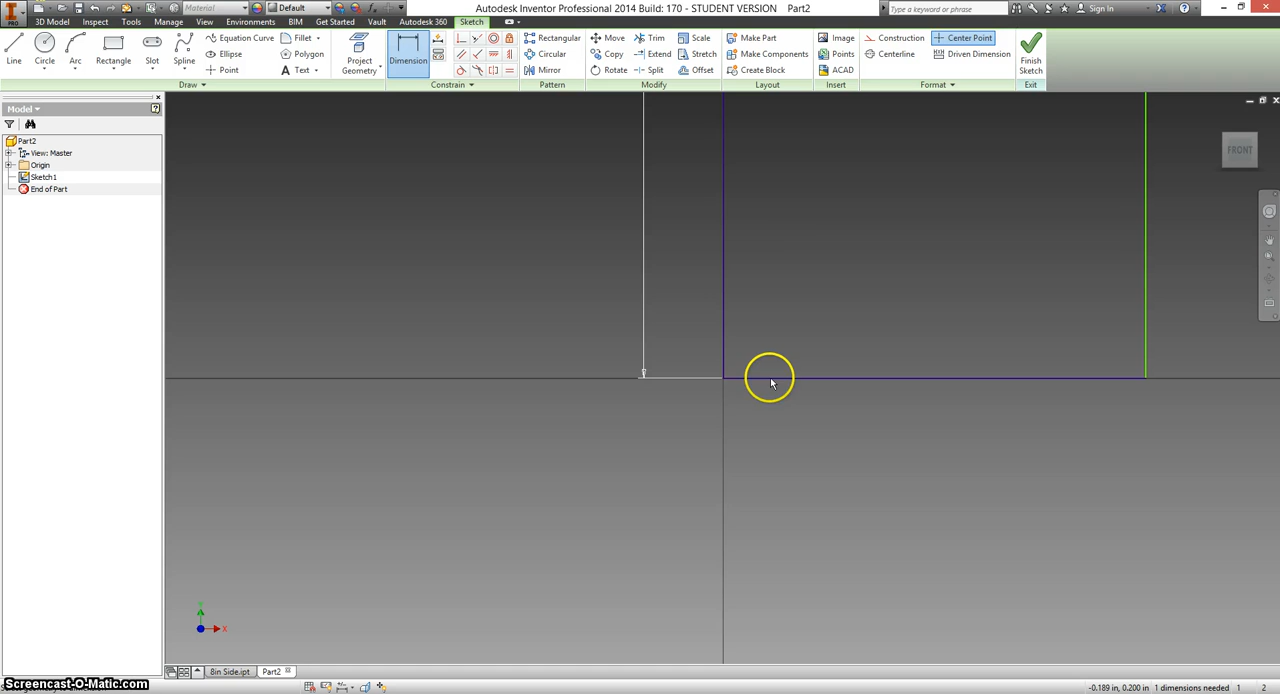 Material
Default
Autodesk Inventor Professional 2014 Build: 170 - STUDENT VERSION Part2
Type a keyword or phrase
Sign In
PRO
3D Model Inspect Tools Manage View Environments BIM Get Started Vault Autodesk 360 Sketch
Line Circle Arc Rectangle Slot Spline
Equation Curve
Ellipse
Point
Fillet
Polygon
Text
Project Geometry
Dimension
Rectangular
Circular
Mirror
Move Trim Scale
Copy Extend Stretch
Rotate Split Offset
Make Part
Make Components
Create Block
Image
Points
ACAD
Construction Center Point
Centerline Driven Dimension
Finish Sketch
Draw Constrain Pattern Modify Layout Insert Format Exit
Model
Part2
View: Master
Origin
Sketch1
End of Part
FRONT
X
8in Side.ipt Part2
Screencast-O-Matic.com
-0.189 in, 0.200 in 1 dimensions needed 1 2